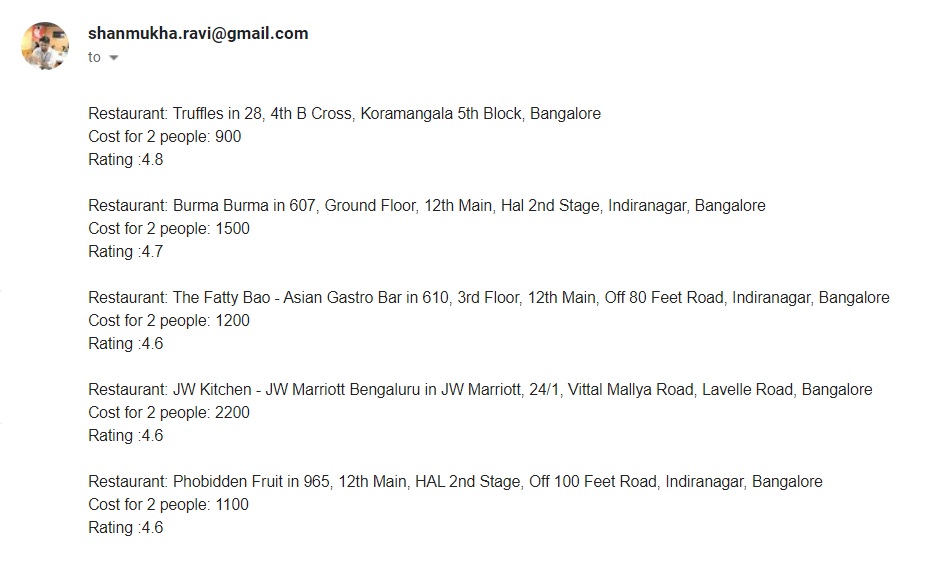 shanmukha.ravi@gmail.com
to
Restaurant: Truffles in 28, 4th B Cross, Koramangala 5th Block, Bangalore
Cost for 2 people: 900
Rating :4.8
Restaurant: Burma Burma in 607, Ground Floor, 12th Main, Hal 2nd Stage, Indiranagar, Bangalore
Cost for 2 people: 1500
Rating :4.7
Restaurant: The Fatty Bao - Asian Gastro Bar in 610, 3rd Floor, 12th Main, Off 80 Feet Road, Indiranagar, Bangalore
Cost for 2 people: 1200
Rating :4.6
Restaurant: JW Kitchen - JW Marriott Bengaluru in JW Marriott, 24/1, Vittal Mallya Road, Lavelle Road, Bangalore
Cost for 2 people: 2200
Rating :4.6
Restaurant: Phobidden Fruit in 965, 12th Main, HAL 2nd Stage, Off 100 Feet Road, Indiranagar, Bangalore
Cost for 2 people: 1100
Rating :4.6